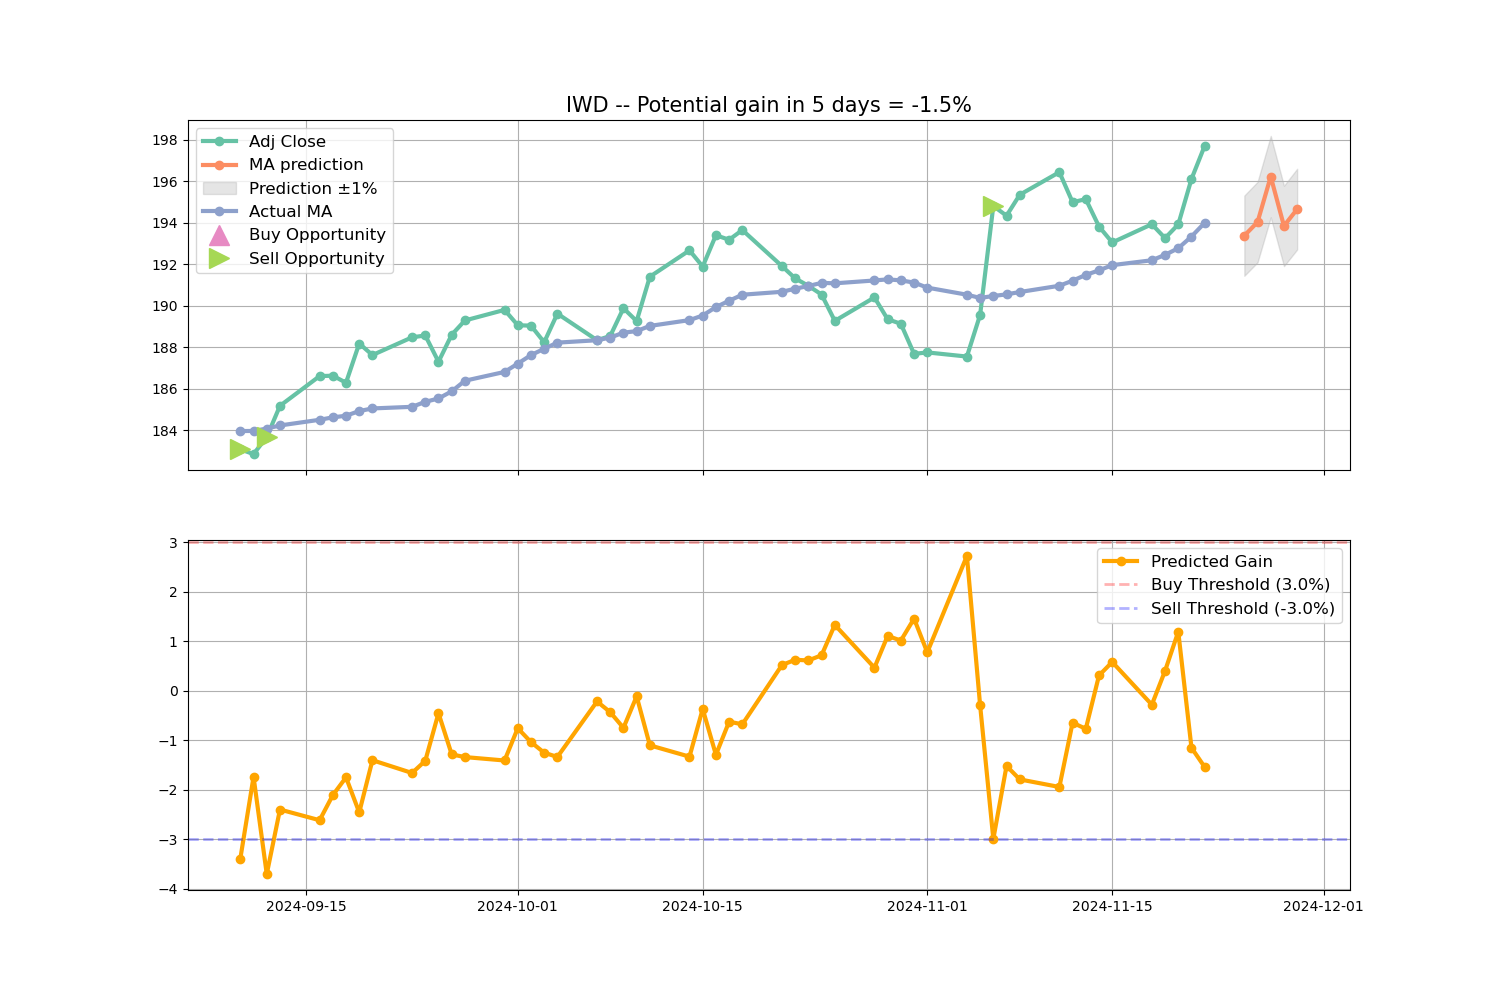 IWD -- Potential gain in 5 days = -1.5%
198
196
194
192
190
188
186
184
Adj Close
MA prediction
Prediction ±1%
Actual MA
Buy Opportunity
Sell Opportunity
3
2
1
0
−1
−2
−3
−4
Predicted Gain
Buy Threshold (3.0%)
Sell Threshold (-3.0%)
2024-09-15
2024-10-01
2024-10-15
2024-11-01
2024-11-15
2024-12-01